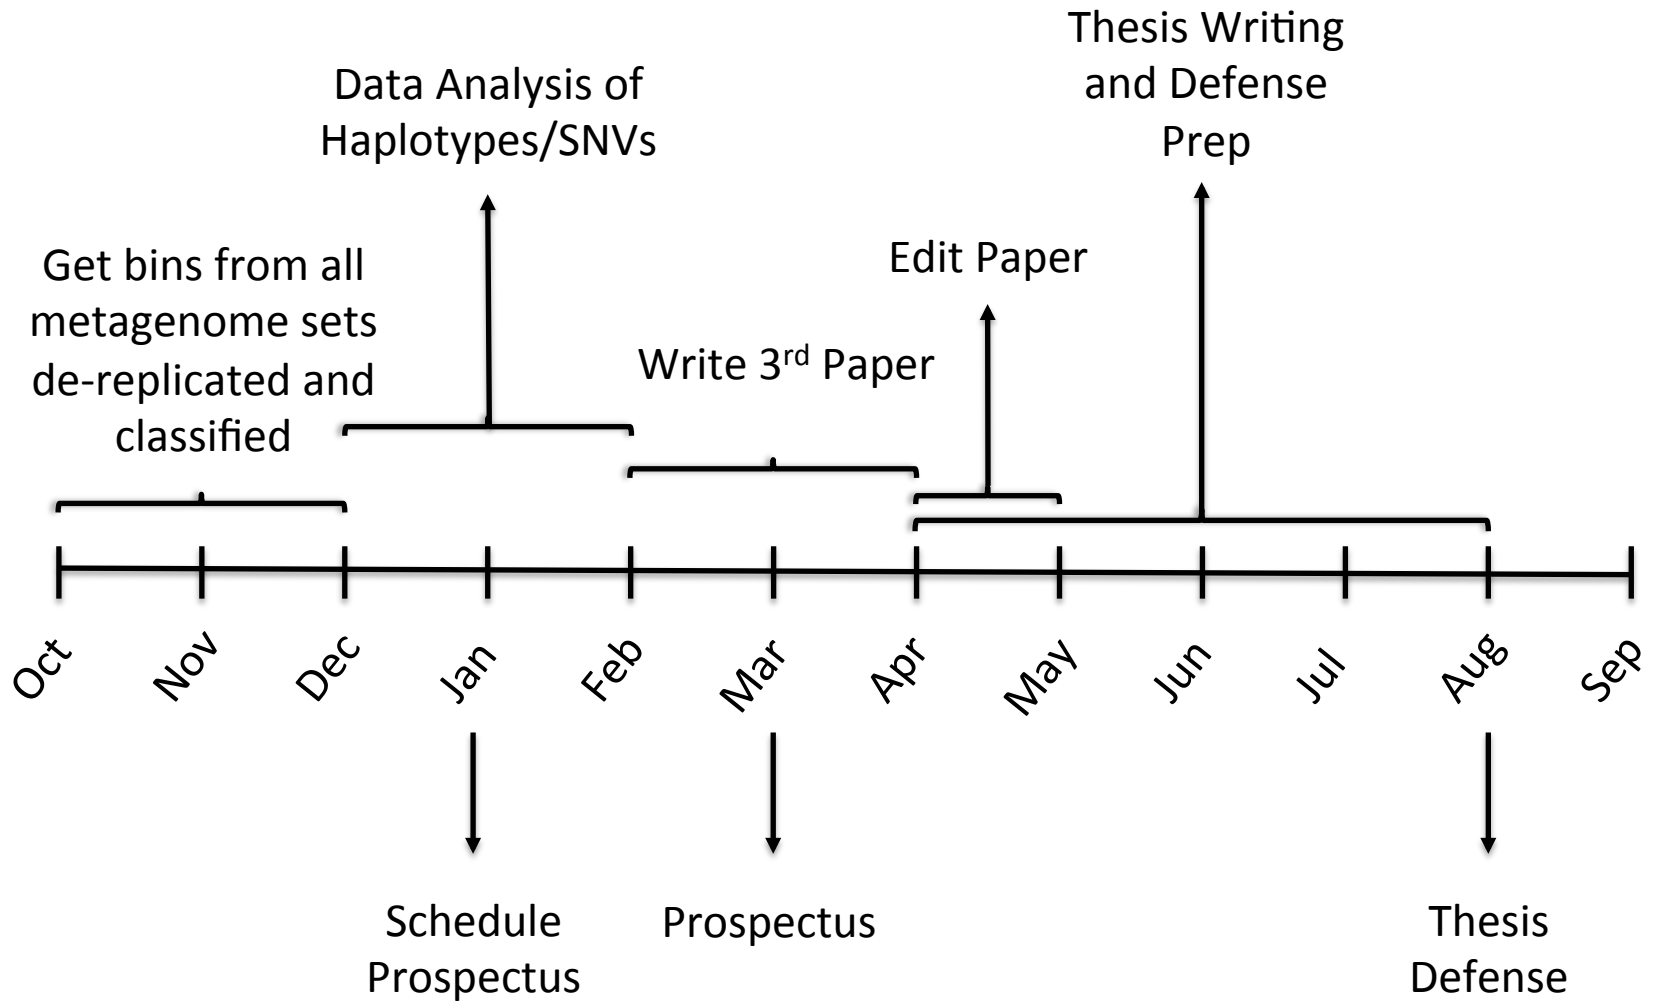 Thesis Writing
and Defense
Prep
Data Analysis of
Haplotypes/SNVs
Edit Paper
Get bins from all
metagenome sets
de-replicated and
classified
Write 3rd Paper
Oct
Nov
Dec
Jan
Feb
Mar
Apr
May
Jun
Jul
Aug
Sep
Schedule
Prospectus
Prospectus
Thesis
Defense